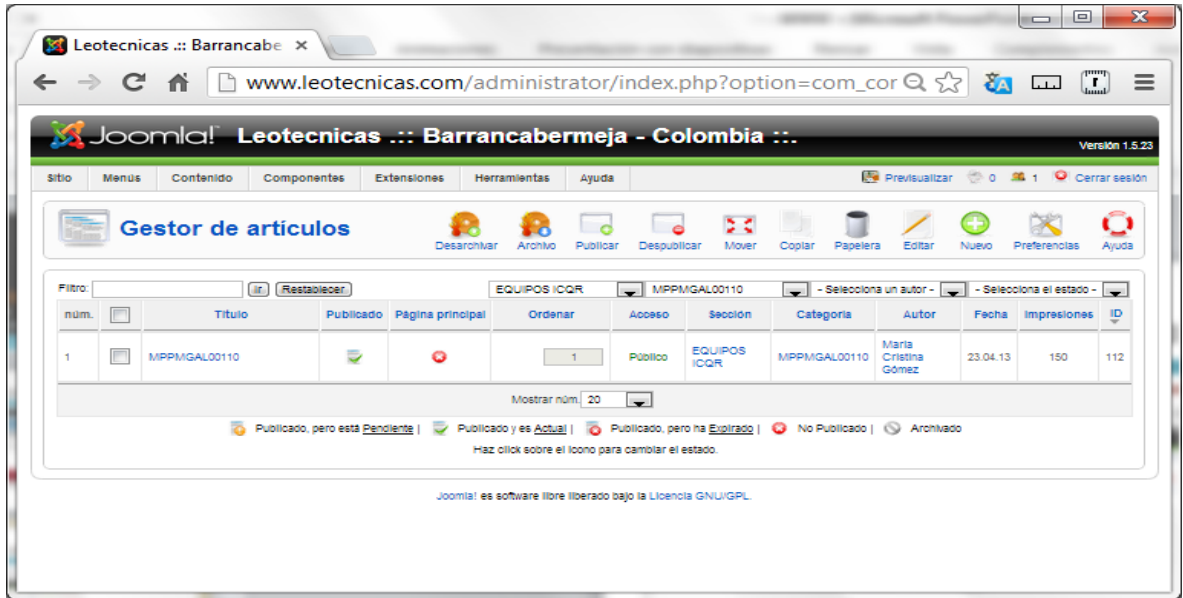 Leotecnicas .:: Barrancabe
www.leotecnicas.com/administrator/index.php?option=com_cor
Joomla! Leotecnicas .:: Barrancabermeja - Colombia ::.
Versión 1.5.23
Sitio Menús Contenido Componentes Extensiones Herramientas Ayuda Previsualizar 0 1 Cerrar sesión
Gestor de artículos
Desarchivar Archivo Publicar Despublicar Mover Copiar Papelera Editar Nuevo Preferencias Ayuda
Filtro: Ir Restablecer EQUIPOS ICQR MPPMGAL00110 - Selecciona un autor - - Selecciona el estado -
núm. Título Publicado Página principal Ordenar Acceso Sección Categoría Autor Fecha Impresiones ID
1 MPPMGAL00110 1 Público EQUIPOS ICQR MPPMGAL00110 María Cristina Gómez 23.04.13 150 112
Mostrar núm. 20
Publicado, pero está Pendiente | Publicado y es Actual | Publicado, pero ha Expirado | No Publicado | Archivado
Haz click sobre el icono para cambiar el estado.
Joomla! es software libre liberado bajo la Licencia GNU/GPL.